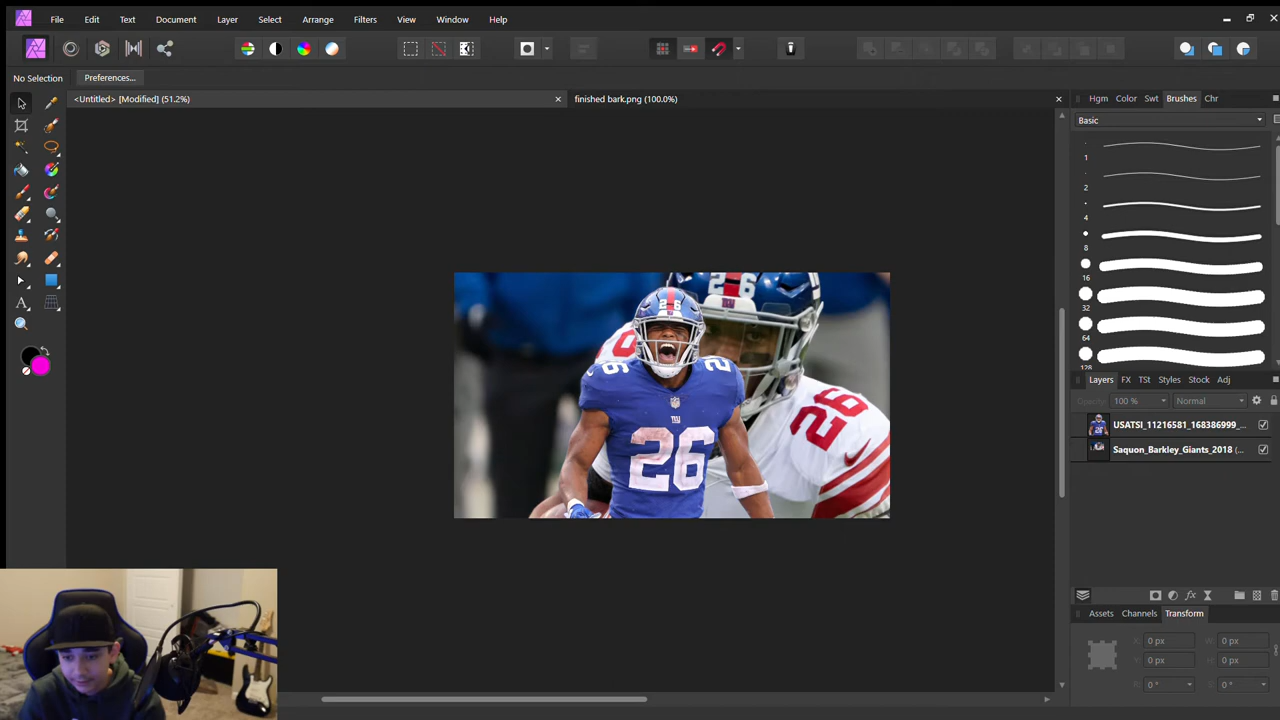 File Edit Text Document Layer Select Arrange Filters View Window Help
No Selection Preferences...
<Untitled> [Modified] (51.2%)
finished bark.png (100.0%)
Hgm Color Swt Brushes Chr
Basic
1
2
4
8
16
32
64
128
Layers FX TSt Styles Stock Adj
Opacity: 100 % Normal
USATSI_11216581_168386999_...
Saquon_Barkley_Giants_2018 (...
Assets Channels Transform
X: 0 px W: 0 px
Y: 0 px H: 0 px
R: 0 ° S: 0 °
26
26
26
26
26